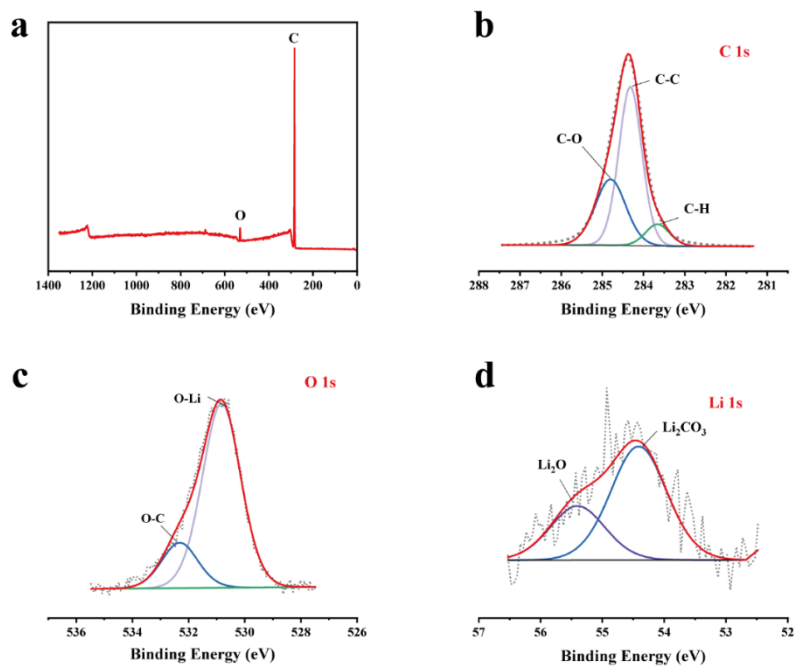 a
C
O
1400 1200 1000 800 600 400 200 0
Binding Energy (eV)
b
C 1s
C-C
C-O
C-H
288 287 286 285 284 283 282 281
Binding Energy (eV)
c
O 1s
O-Li
O-C
536 534 532 530 528 526
Binding Energy (eV)
d
Li 1s
Li₂CO₃
Li₂O
57 56 55 54 53 52
Binding Energy (eV)